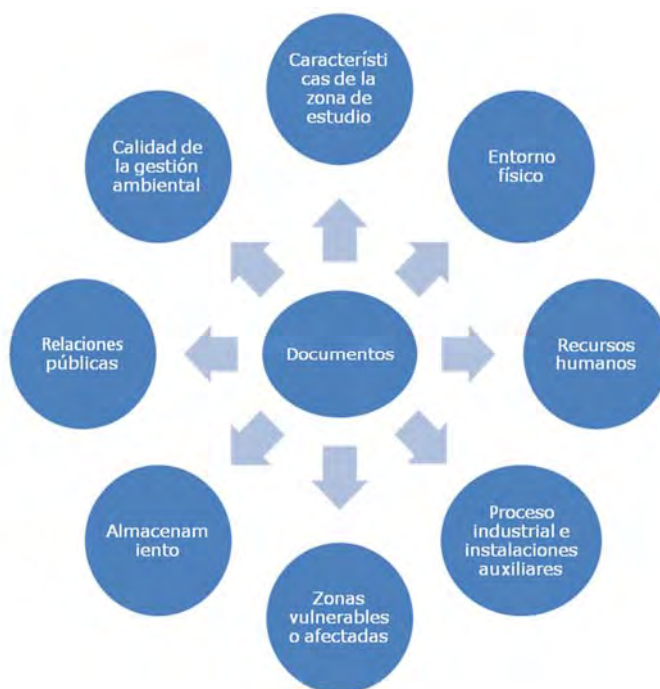 Característi
cas de la
zona de
estudio
Entorno
físico
Recursos
humanos
Proceso
industrial e
instalaciones
auxiliares
Zonas
vulnerables
o afectadas
Almacenam
iento
Relaciones
públicas
Calidad de
la gestión
ambiental
Documentos